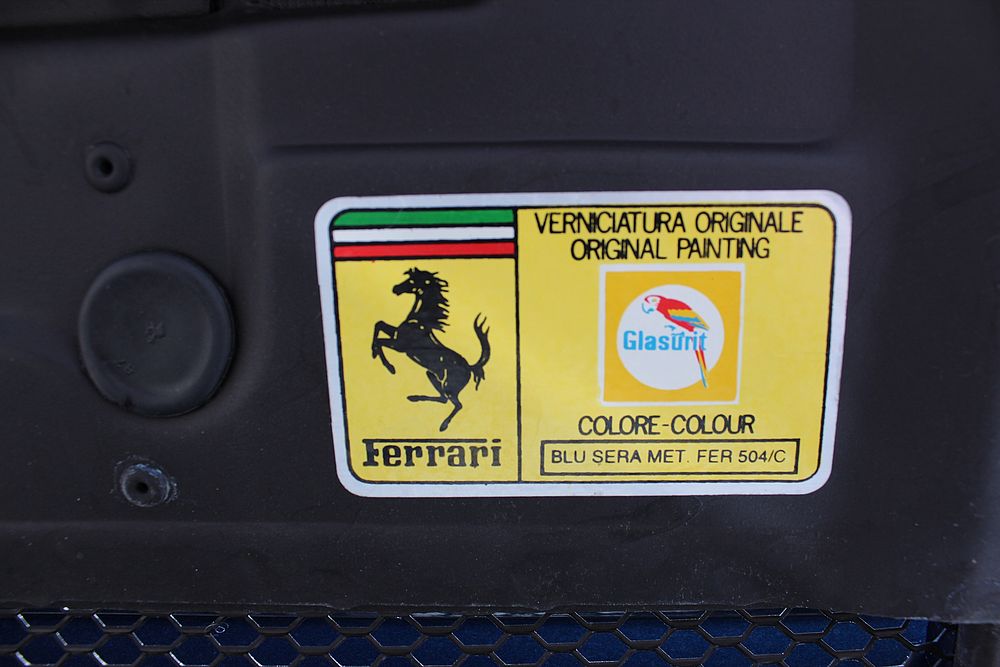 VERNICIATURA ORIGINALE
ORIGINAL PAINTING
Glasurit
COLORE-COLOUR
BLU SERA MET. FER 504/C
Ferrari